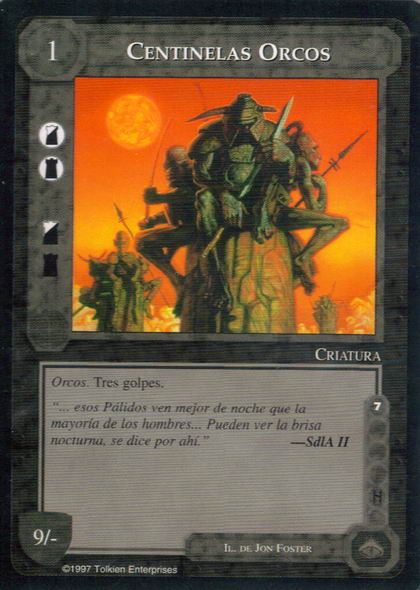 1
CENTINELAS ORCOS
CRIATURA
Orcos. Tres golpes.
"... esos Pálidos ven mejor de noche que la
mayoría de los hombres... Pueden ver la brisa
nocturna, se dice por ahí."
—SdlA II
7
H
9/-
IL. DE JON FOSTER
©1997 Tolkien Enterprises